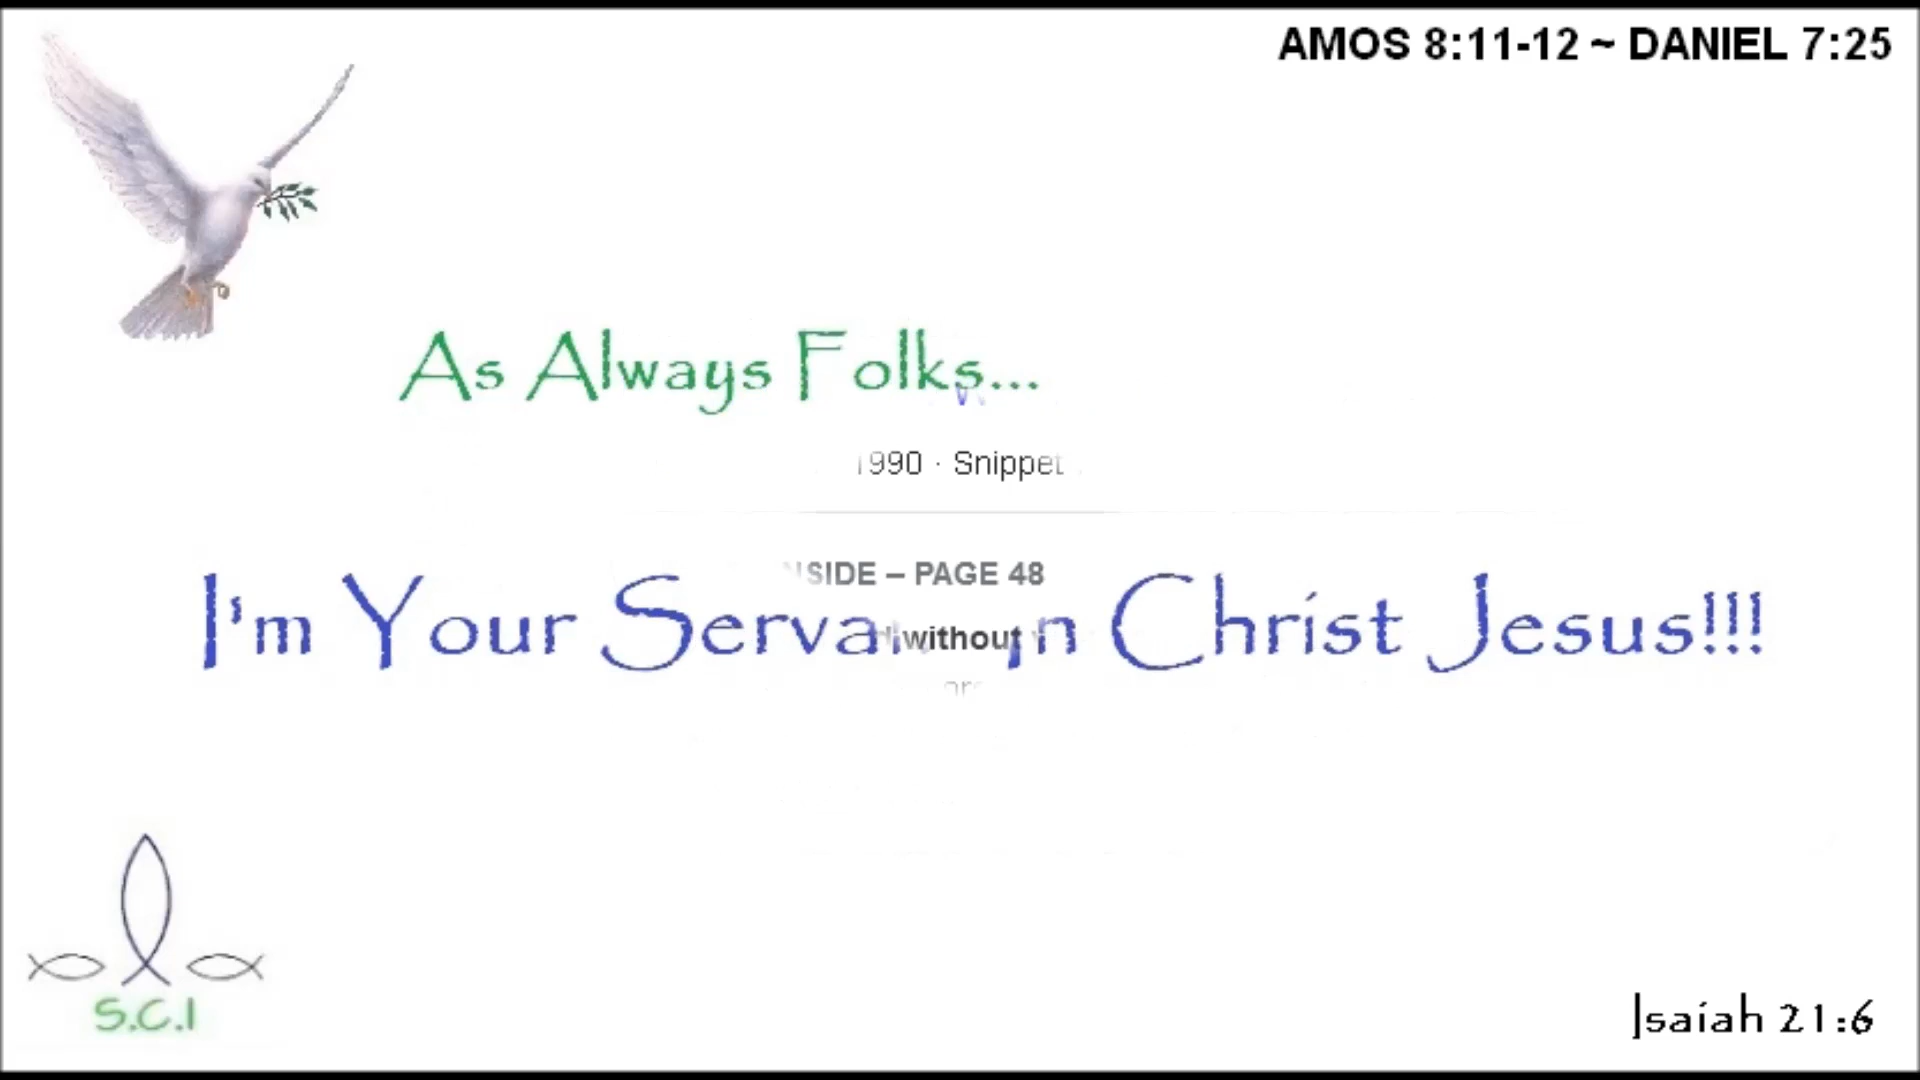 AMOS 8:11-12 ~ DANIEL 7:25
As Always Folks...
1990 · Snippet
SIDE – PAGE 48
I'm Your in Christ Jesus!!!
without
S.C.I
Isaiah 21:6